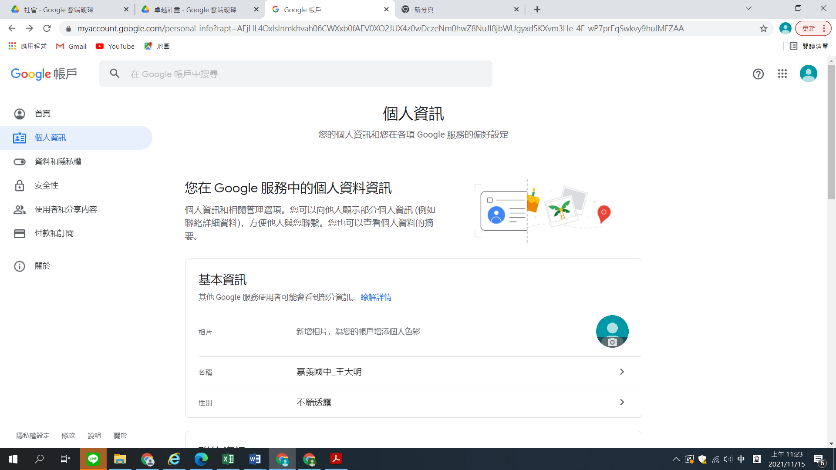 社會 - Google 雲端硬碟
卓越計畫 - Google 雲端硬碟
Google 帳戶
新分頁
myaccount.google.com/personal-info?rapt=
更新
應用程式 Gmail YouTube 地圖
閱讀清單
Google 帳戶
在 Google 帳戶中搜尋
首頁
個人資訊
資料和隱私權
安全性
使用者和分享內容
付款和訂閱
關於
個人資訊
您的個人資訊和您在各項 Google 服務的偏好設定
您在 Google 服務中的個人資料資訊
個人資訊和相關管理選項。您可以向他人顯示部分個人資訊 (例如
聯絡詳細資料)，方便他人與您聯繫。您也可以查看個人資料的摘
要。
基本資訊
其他 Google 服務使用者可能會看到部分資訊。 瞭解詳情
相片 新增相片，為您的帳戶增添個人色彩
名稱 嘉義國中_王大明
性別 不願透露
隱私權設定 條款 說明 關於
中
上午 11:23
2021/11/15